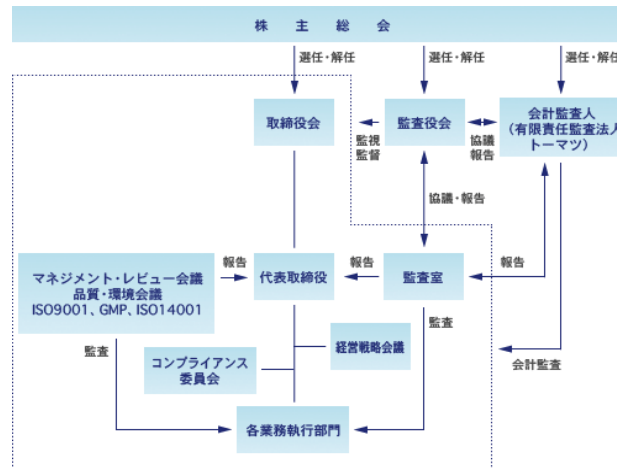 株主総会
選任・解任
選任・解任
選任・解任
取締役会
監視
監督
監査役会
協議
報告
会計監査人
(有限責任監査法人
トーマツ)
協議・報告
マネジメント・レビュー会議
品質・環境会議
ISO9001、GMP、ISO14001
報告
代表取締役
報告
監査室
報告
監査
監査
コンプライアンス
委員会
経営戦略会議
会計監査
各業務執行部門